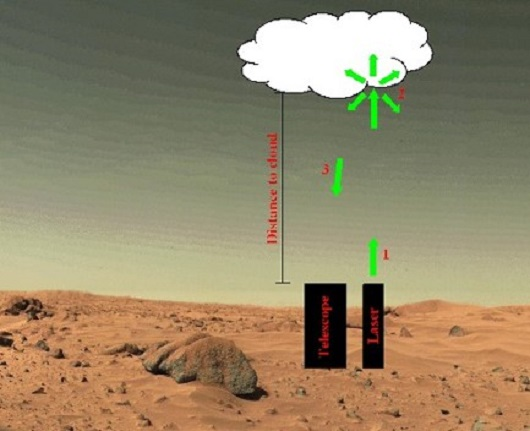 2
Distance to cloud
3
1
Telescope
Laser